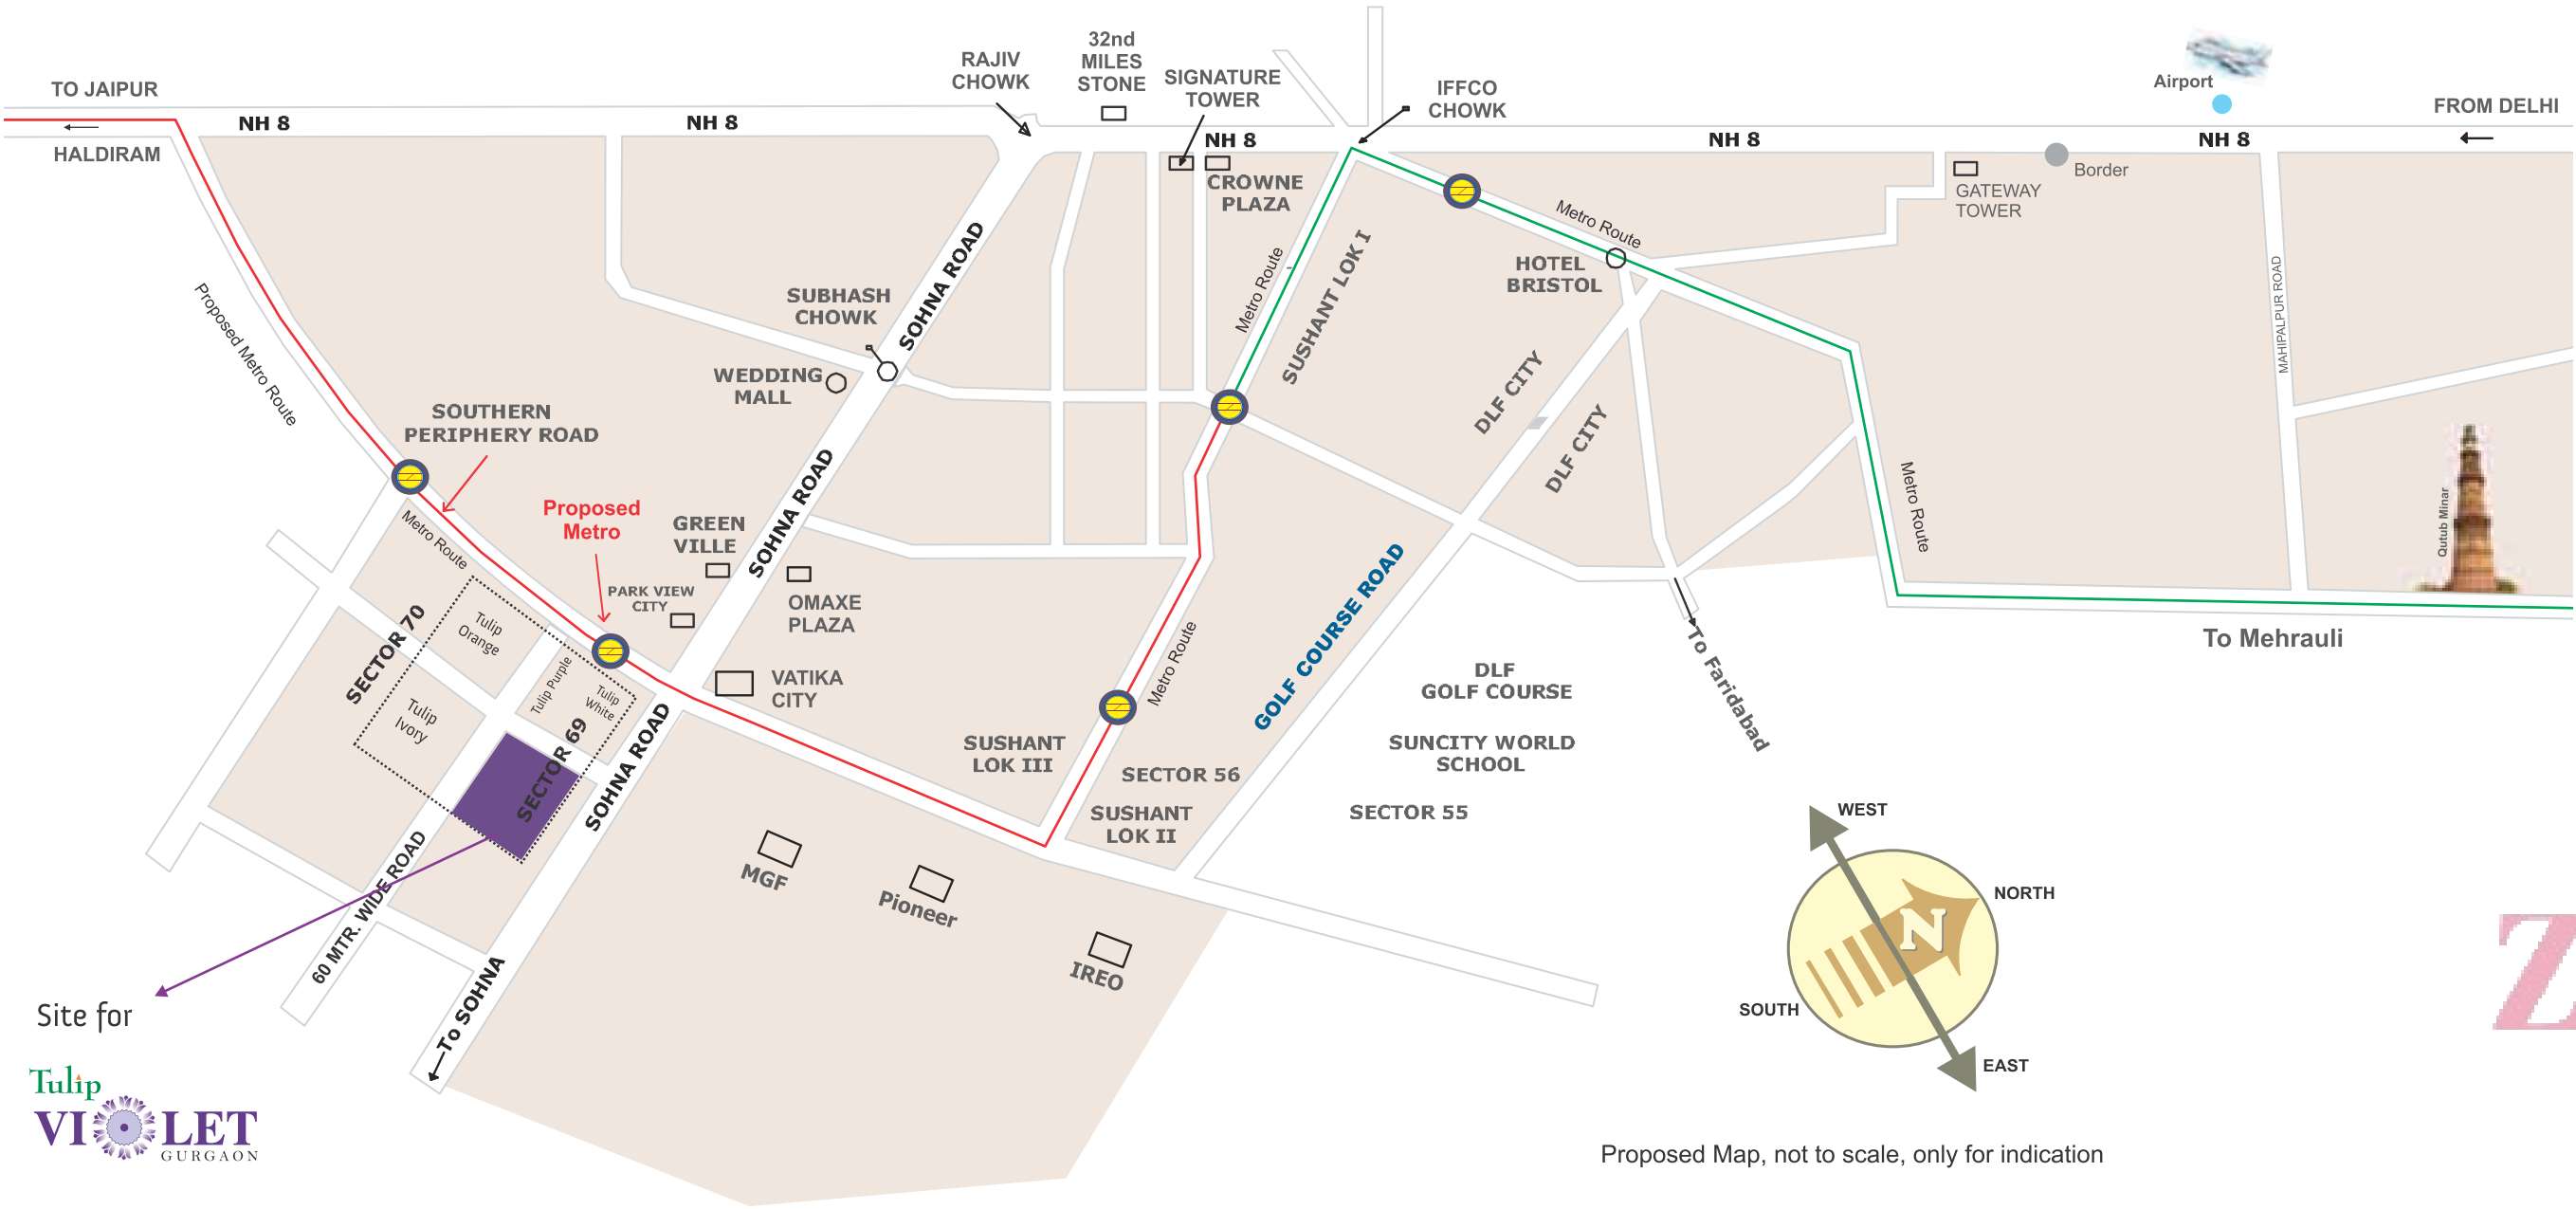 TO JAIPUR
HALDIRAM
NH 8
NH 8
RAJIV
CHOWK
32nd
MILES
STONE
SIGNATURE
TOWER
NH 8
CROWNE
PLAZA
IFFCO
CHOWK
NH 8
Airport
FROM DELHI
NH 8
Border
GATEWAY
TOWER
Metro Route
HOTEL
BRISTOL
MAHIPALPUR ROAD
Metro Route
SUSHANT LOK I
SOHNA ROAD
SUBHASH
CHOWK
WEDDING
MALL
Proposed Metro Route
SOUTHERN
PERIPHERY ROAD
DLF CITY
DLF CITY
Metro Route
Qutub Minar
Proposed
Metro
Metro Route
GREEN
VILLE
SOHNA ROAD
PARK VIEW
CITY
OMAXE
PLAZA
GOLF COURSE ROAD
To Mehrauli
To Faridabad
SECTOR 70
Tulip
Orange
Tulip
Ivory
Tulip Purple
Tulip
White
SECTOR 69
SOHNA ROAD
VATIKA
CITY
Metro Route
DLF
GOLF COURSE
SUSHANT
LOK III
SECTOR 56
SUNCITY WORLD
SCHOOL
SUSHANT
LOK II
SECTOR 55
MGF
Pioneer
IREO
60 MTR. WIDE ROAD
To SOHNA
WEST
NORTH
N
SOUTH
EAST
Z
Site for
Tulip
VIOLET
GURGAON
Proposed Map, not to scale, only for indication